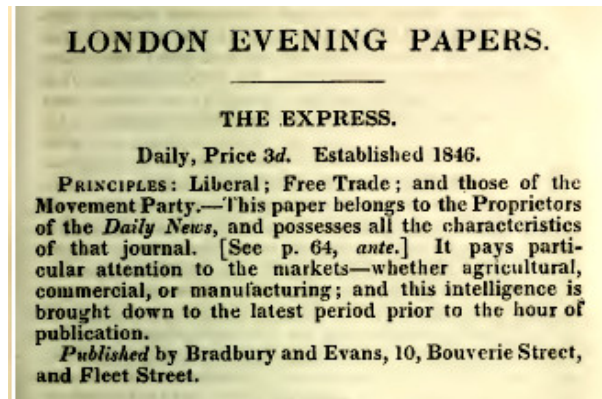 LONDON EVENING PAPERS.
THE EXPRESS.
Daily, Price 3d. Established 1846.
PRINCIPLES: Liberal; Free Trade; and those of the
Movement Party.—This paper belongs to the Proprietors
of the Daily News, and possesses all the characteristics
of that journal. [See p. 64, ante.] It pays parti-
cular attention to the markets—whether agricultural,
commercial, or manufacturing; and this intelligence is
brought down to the latest period prior to the hour of
publication.
Published by Bradbury and Evans, 10, Bouverie Street,
and Fleet Street.